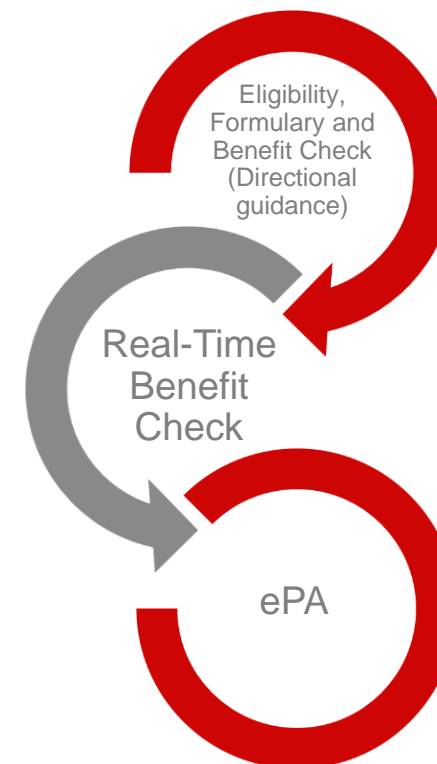 Eligibility,
Formulary and
Benefit Check
(Directional
guidance)
Real-Time
Benefit
Check
ePA